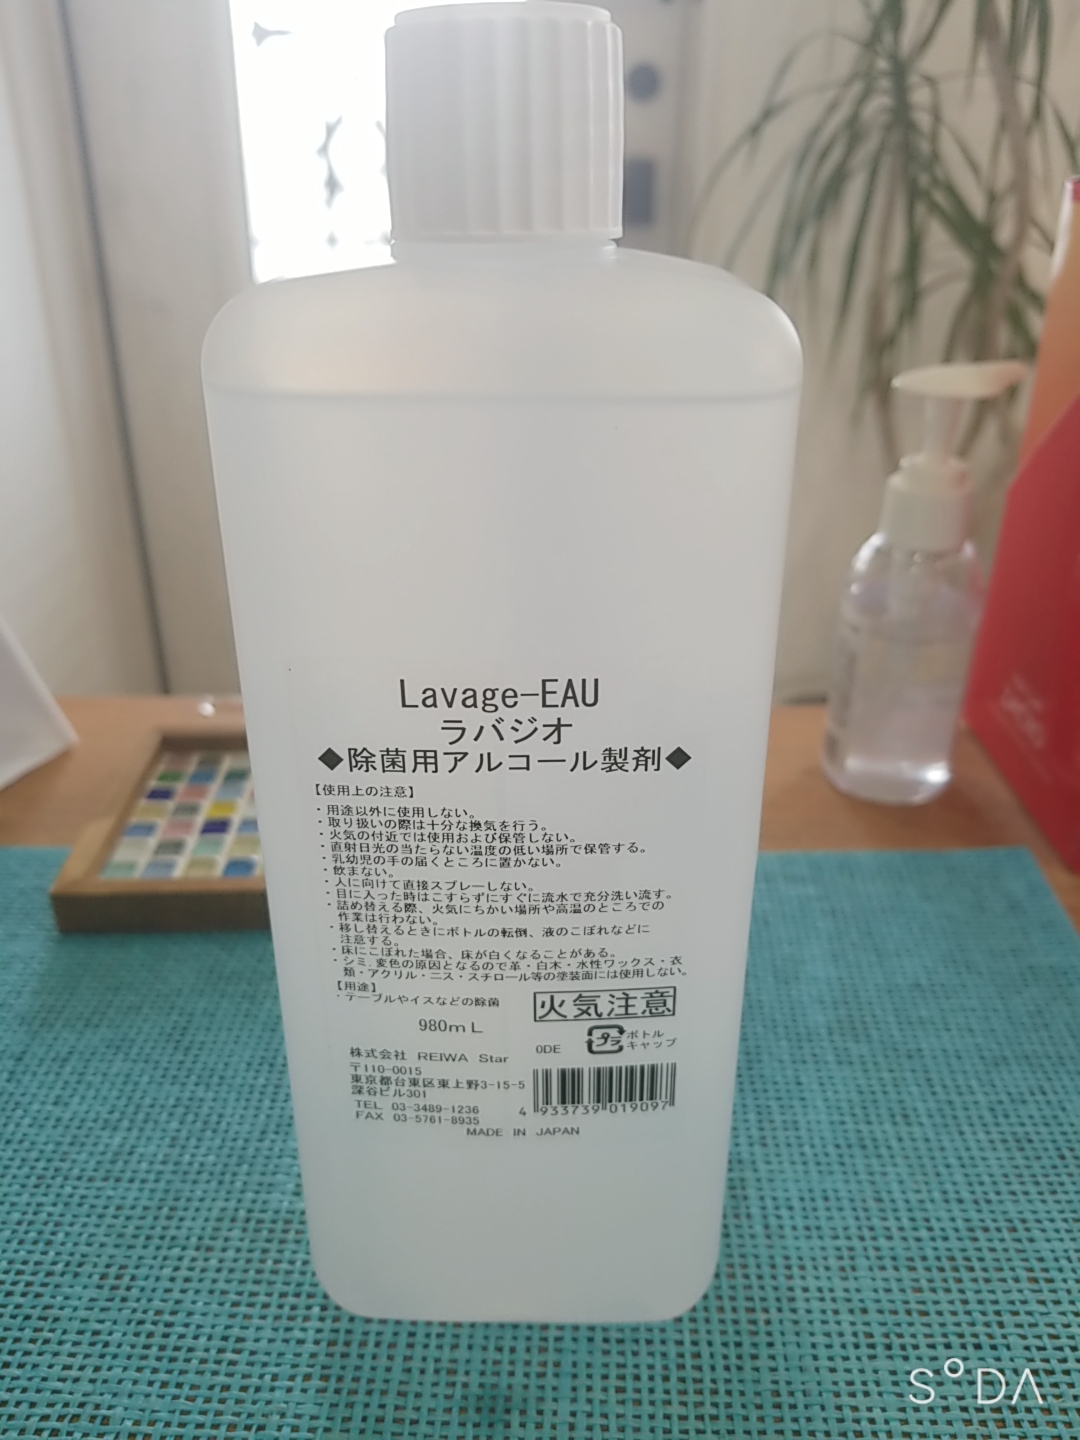 Lavage-EAU
ラバジオ
◆除菌用アルコール製剤◆
【使用上の注意】
・用途以外に使用しない。
・取り扱いの際は十分な換気を行う。
・火気の付近では使用および保管しない。
・直射日光の当たらない温度の低い場所で保管する。
・乳幼児の手の届くところに置かない。
・飲まない。
・人に向けて直接スプレーしない。
・目に入った時はこすらずにすぐに流水で充分洗い流す。
・詰め替える際、火気にちかい場所や高温のところでの
作業は行わない。
・移し替えるときにボトルの転倒、液のこぼれなどに
注意する。
・床にこぼれた場合、床が白くなることがある。
・シミ.変色の原因となるので革・白木・水性ワックス・衣
類・アクリル・ニス・スチロール等の塗装面には使用しない。
【用途】
・テーブルやイスなどの除菌
火気注意
980mL
0DE
プラ
ボトル
キャップ
株式会社 REIWA Star
〒110-0015
東京都台東区東上野3-15-5
深谷ビル301
TEL 03-3489-1236
FAX 03-5761-8935
4 933739 019097
MADE IN JAPAN
SODA